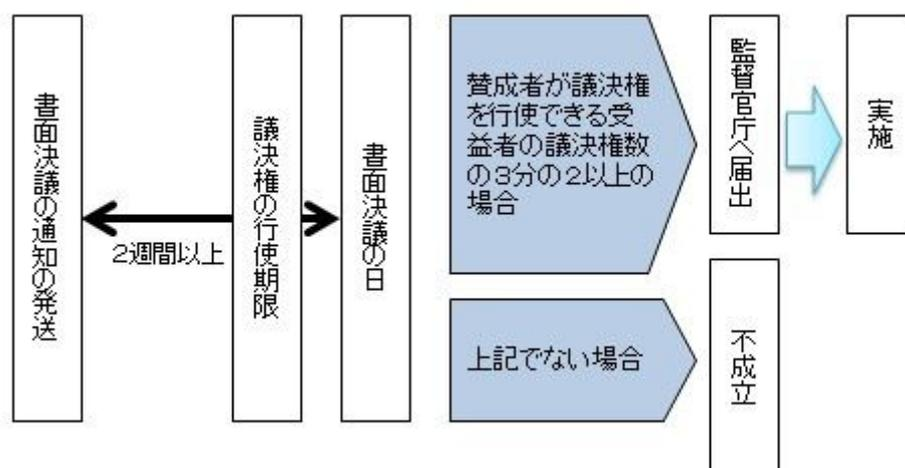 書面決議の通知の発送
2週間以上
議決権の行使期限
書面決議の日
賛成者が議決権
を行使できる受
益者の議決権数
の3分の2以上の
場合
監督官庁へ届出
実施
上記でない場合
不成立